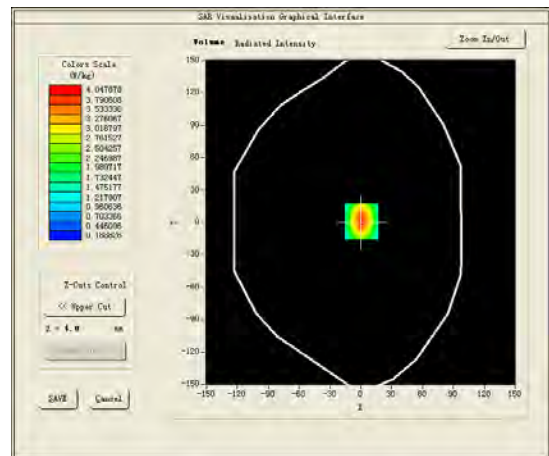 SAR Visualisation Graphical Interface
Volume Radiated Intensity
Zoom In/Out
Colors Scale
(W/kg)
4.047878
3.790608
3.533338
3.276067
3.018797
2.761527
2.504257
2.246987
1.989717
1.732447
1.475177
1.217907
0.960636
0.703366
0.446096
0.188826
150
120
90
60
30
0
-30
-60
-90
-120
-150
Y
-150 -120 -90 -60 -30 0 30 60 90 120 150
X
Z-Cuts Control
<< Upper Cut
Z = 4.0 mm
SAVE
Cancel